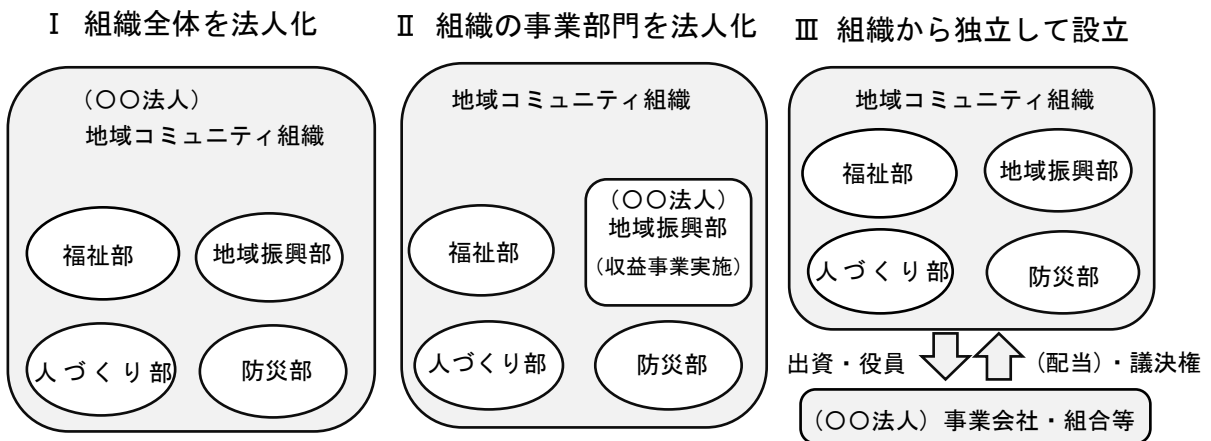 Ⅰ 組織全体を法人化
(〇〇法人)
地域コミュニティ組織
福祉部
地域振興部
人づくり部
防災部
Ⅱ 組織の事業部門を法人化
地域コミュニティ組織
(〇〇法人)
地域振興部
(収益事業実施)
福祉部
人づくり部
防災部
Ⅲ 組織から独立して設立
地域コミュニティ組織
福祉部
地域振興部
人づくり部
防災部
出資・役員
(配当)・議決権
(〇〇法人) 事業会社・組合等